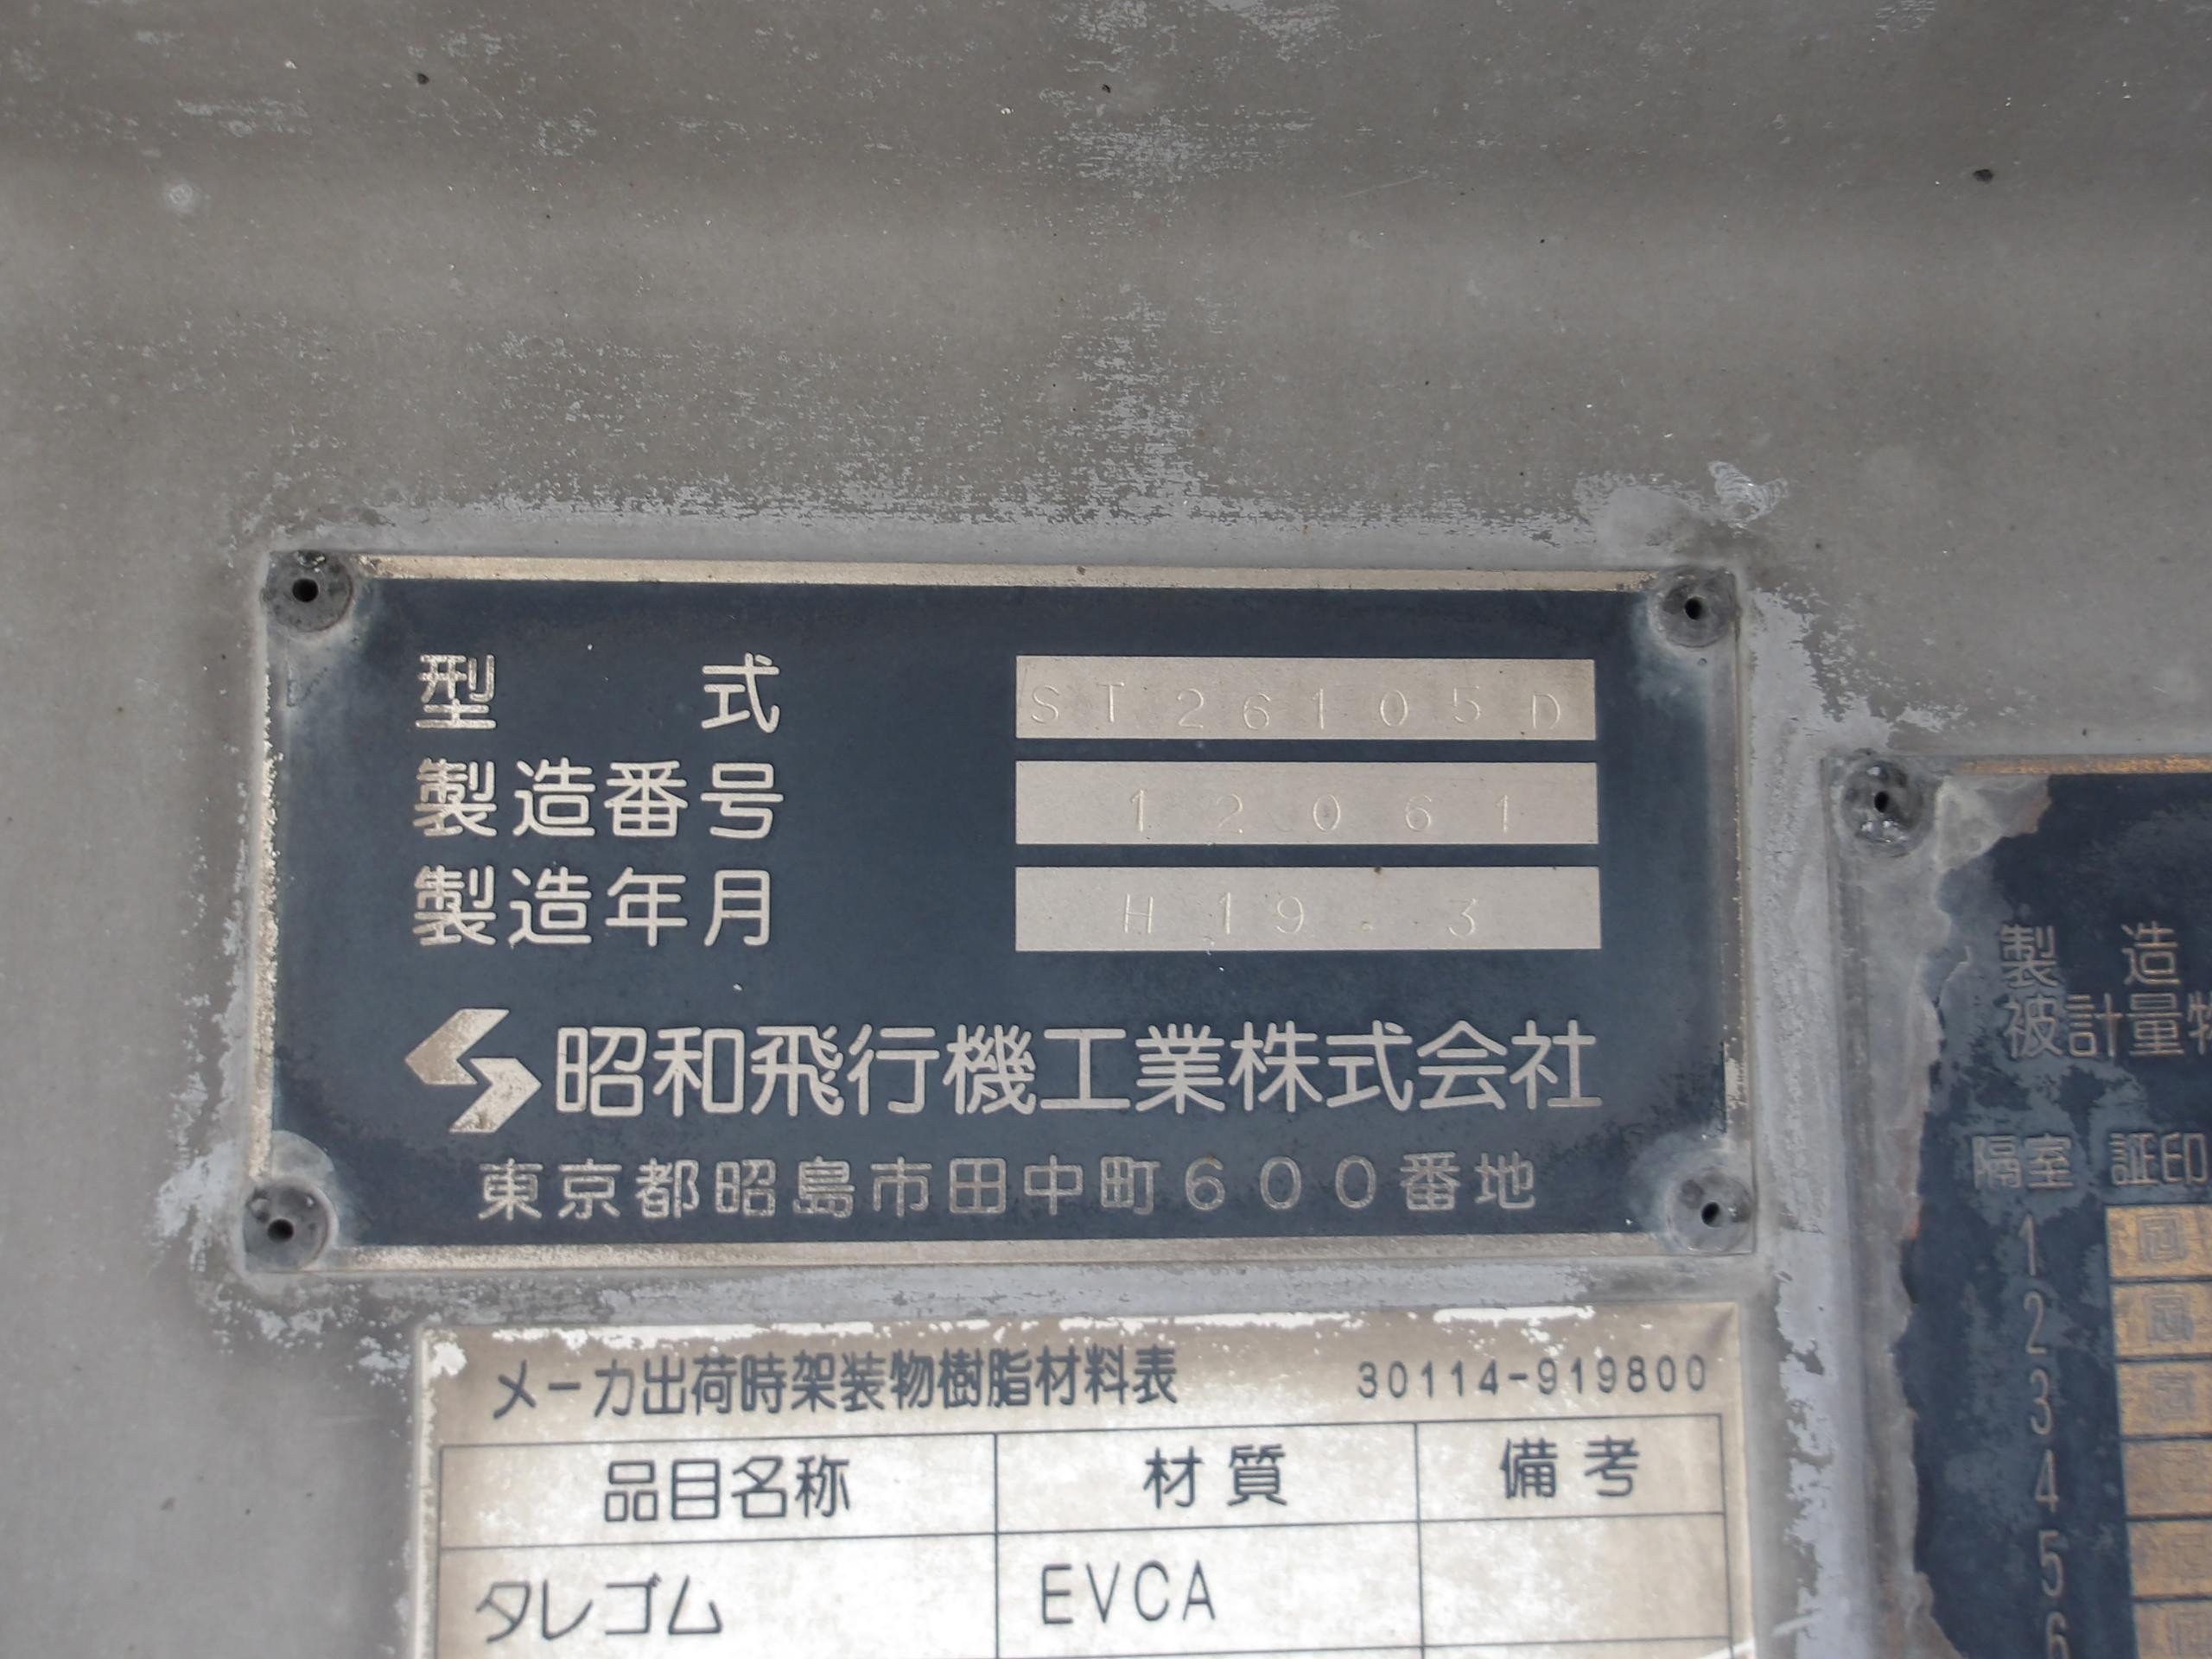 型式 ST26105D
製造番号 12061
製造年月 H19.3
昭和飛行機工業株式会社
東京都昭島市田中町600番地
メーカ出荷時架装物樹脂材料表 30114-919800
品目名称 材質 備考
タレゴム EVCA
製造
被計量物
隔室 証印
1
2
3
4
5
6